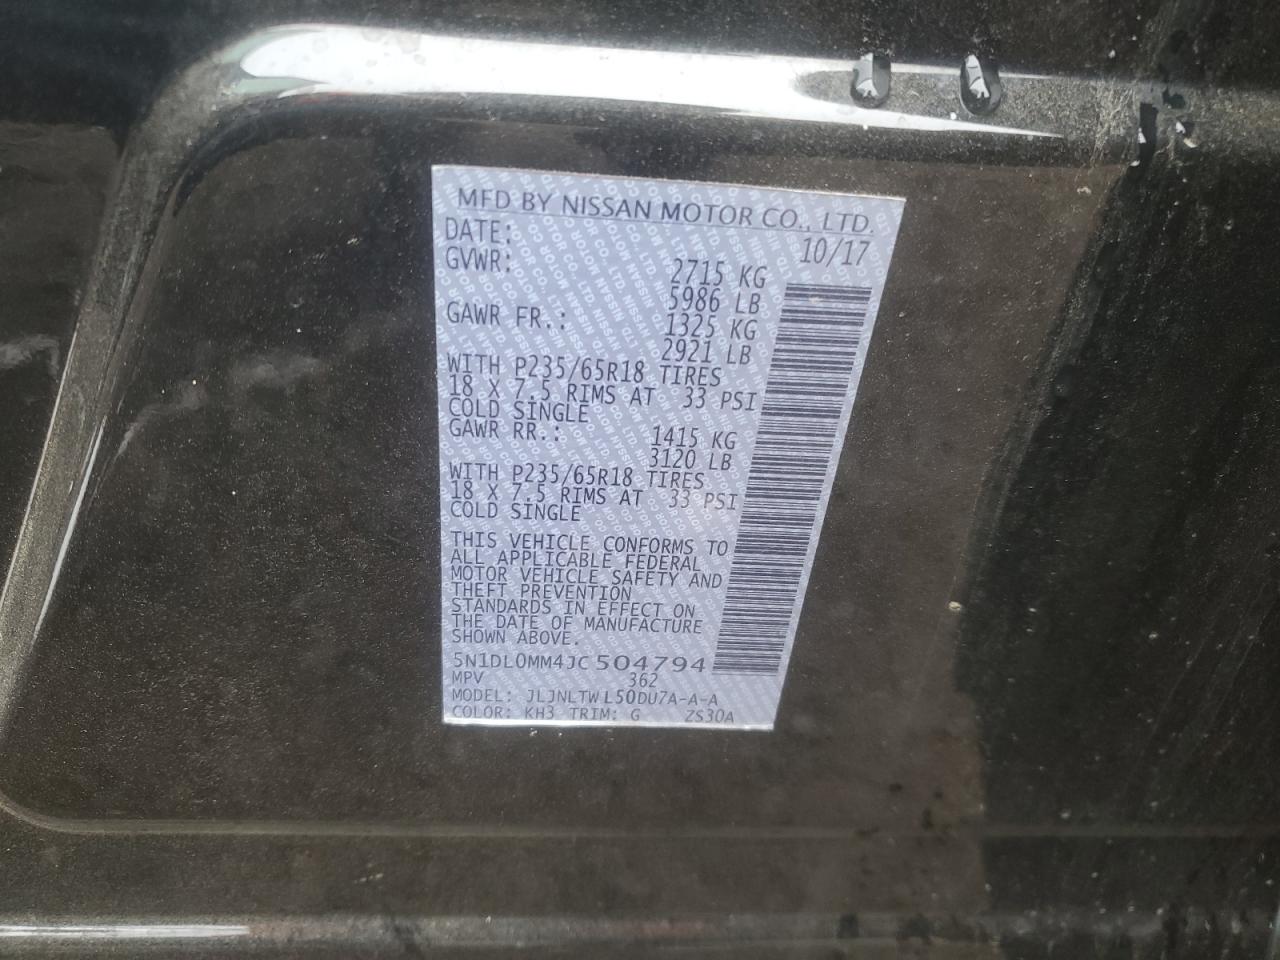 MFD BY NISSAN MOTOR CO., LTD.
DATE: 10/17
GVWR: 2715 KG
5986 LB
GAWR FR.: 1325 KG
2921 LB
WITH P235/65R18 TIRES
18 X 7.5 RIMS AT 33 PSI
COLD SINGLE
GAWR RR.: 1415 KG
3120 LB
WITH P235/65R18 TIRES
18 X 7.5 RIMS AT 33 PSI
COLD SINGLE
THIS VEHICLE CONFORMS TO
ALL APPLICABLE FEDERAL
MOTOR VEHICLE SAFETY AND
THEFT PREVENTION
STANDARDS IN EFFECT ON
THE DATE OF MANUFACTURE
SHOWN ABOVE.
5N1DL0MM4JC504794
MPV 362
MODEL: JLJNLTWL50DU7A-A-A
COLOR: KH3 TRIM: G ZS30A